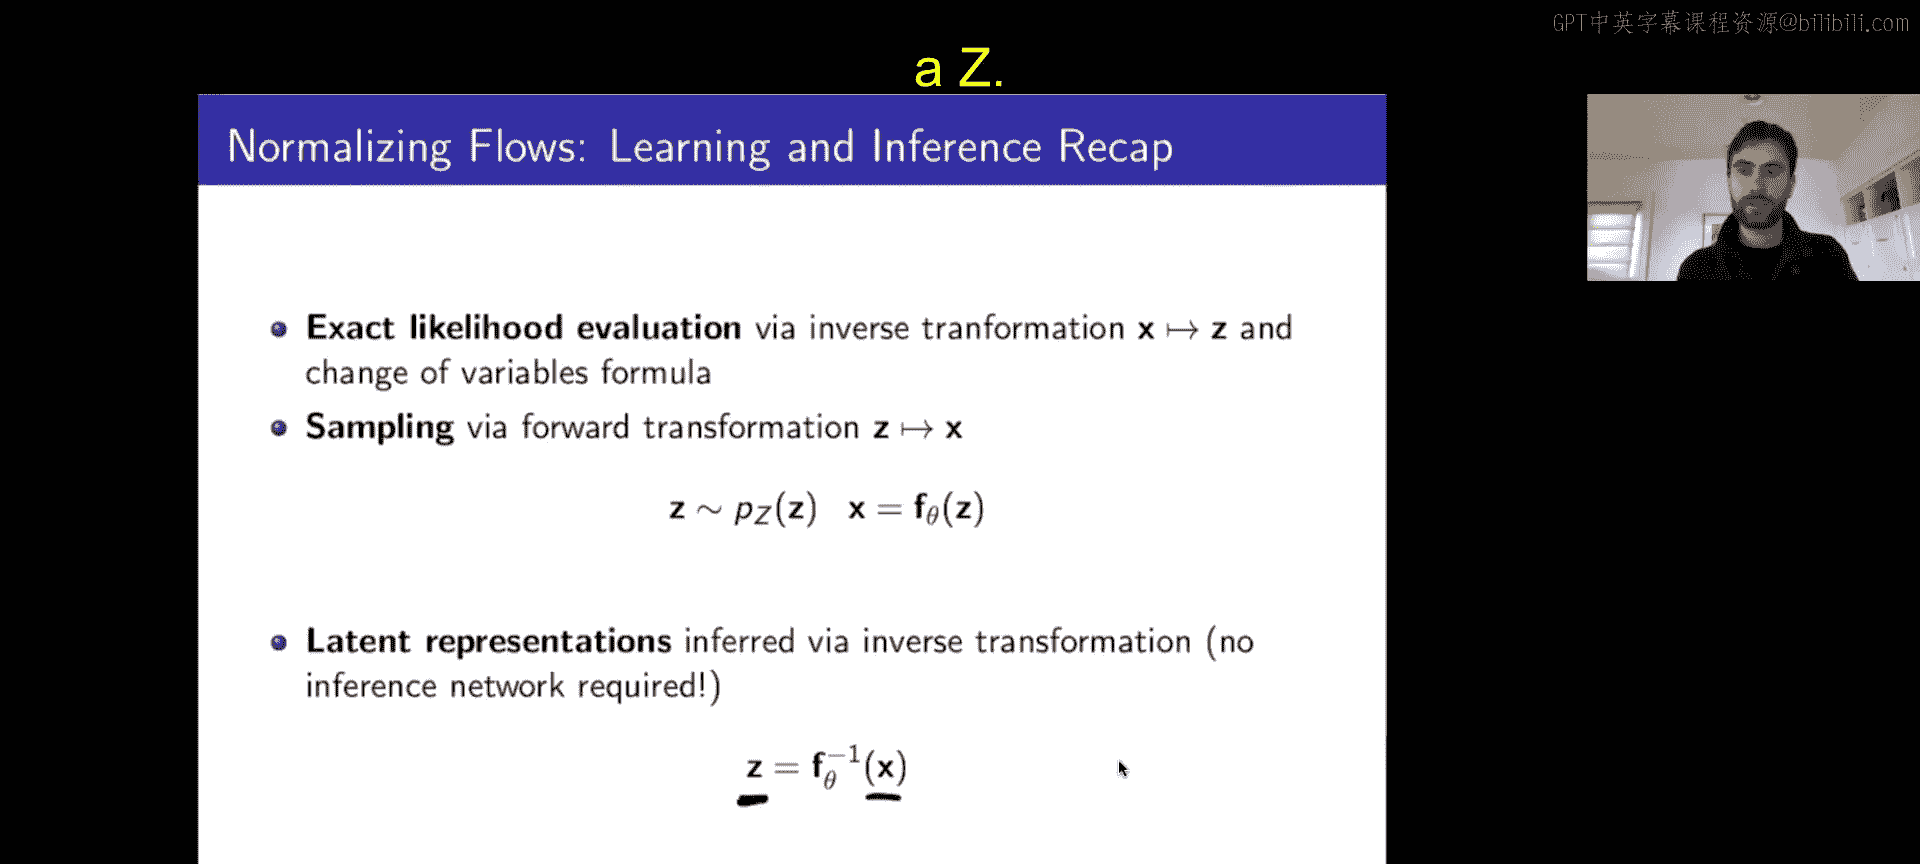 GPT中英字幕课程资源@bilibili.com
a Z.
Normalizing Flows: Learning and Inference Recap
Exact likelihood evaluation via inverse tranformation x ↦ z and
change of variables formula
Sampling via forward transformation z ↦ x
z ∼ p_Z(z) x = f_θ(z)
Latent representations inferred via inverse transformation (no
inference network required!)
z = f_θ^{-1}(x)